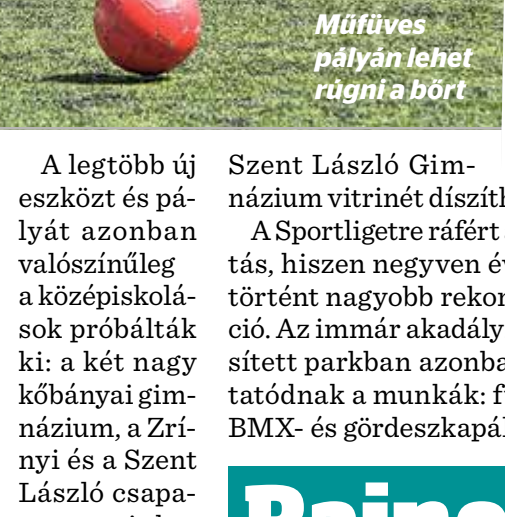 Műfüves
pályán lehet
rúgni a bőrt
A legtöbb új
eszközt és pá-
lyát azonban
valószínűleg
a középiskolá-
sok próbálták
ki: a két nagy
kőbányai gim-
názium, a Zrí-
nyi és a Szent
László csapa-
Szent László Gim-
názium vitrinét díszíth
A Sportligetre ráfért
tás, hiszen negyven év
történt nagyobb rekon
ció. Az immár akadály
sített parkban azonba
tatódnak a munkák: f
BMX- és gördeszkapál